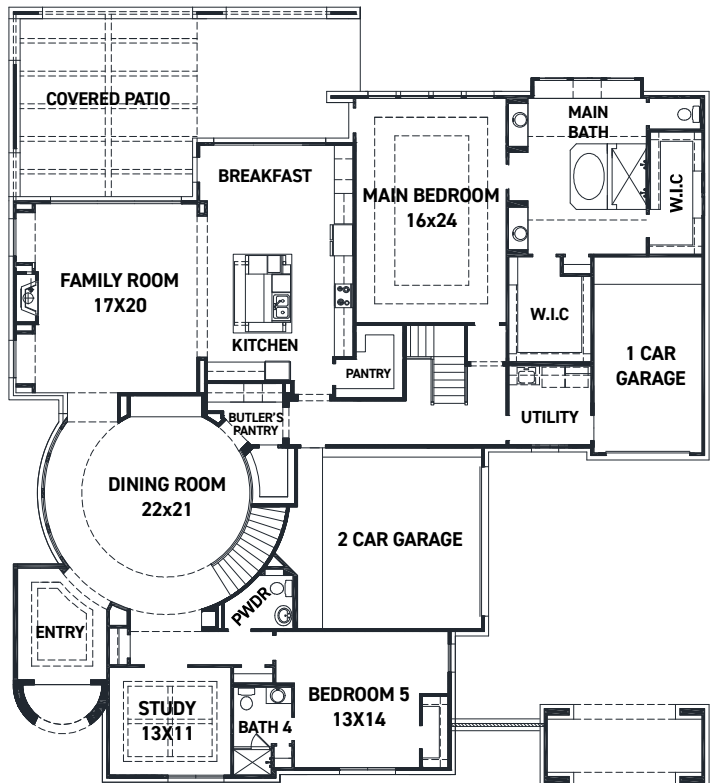 COVERED PATIO
MAIN
BATH
BREAKFAST
MAIN BEDROOM
16x24
W.I.C
FAMILY ROOM
17X20
W.I.C
KITCHEN
1 CAR
GARAGE
PANTRY
BUTLER'S
PANTRY
UTILITY
DINING ROOM
22x21
2 CAR GARAGE
PWDR
ENTRY
STUDY
13X11
BATH 4
BEDROOM 5
13X14